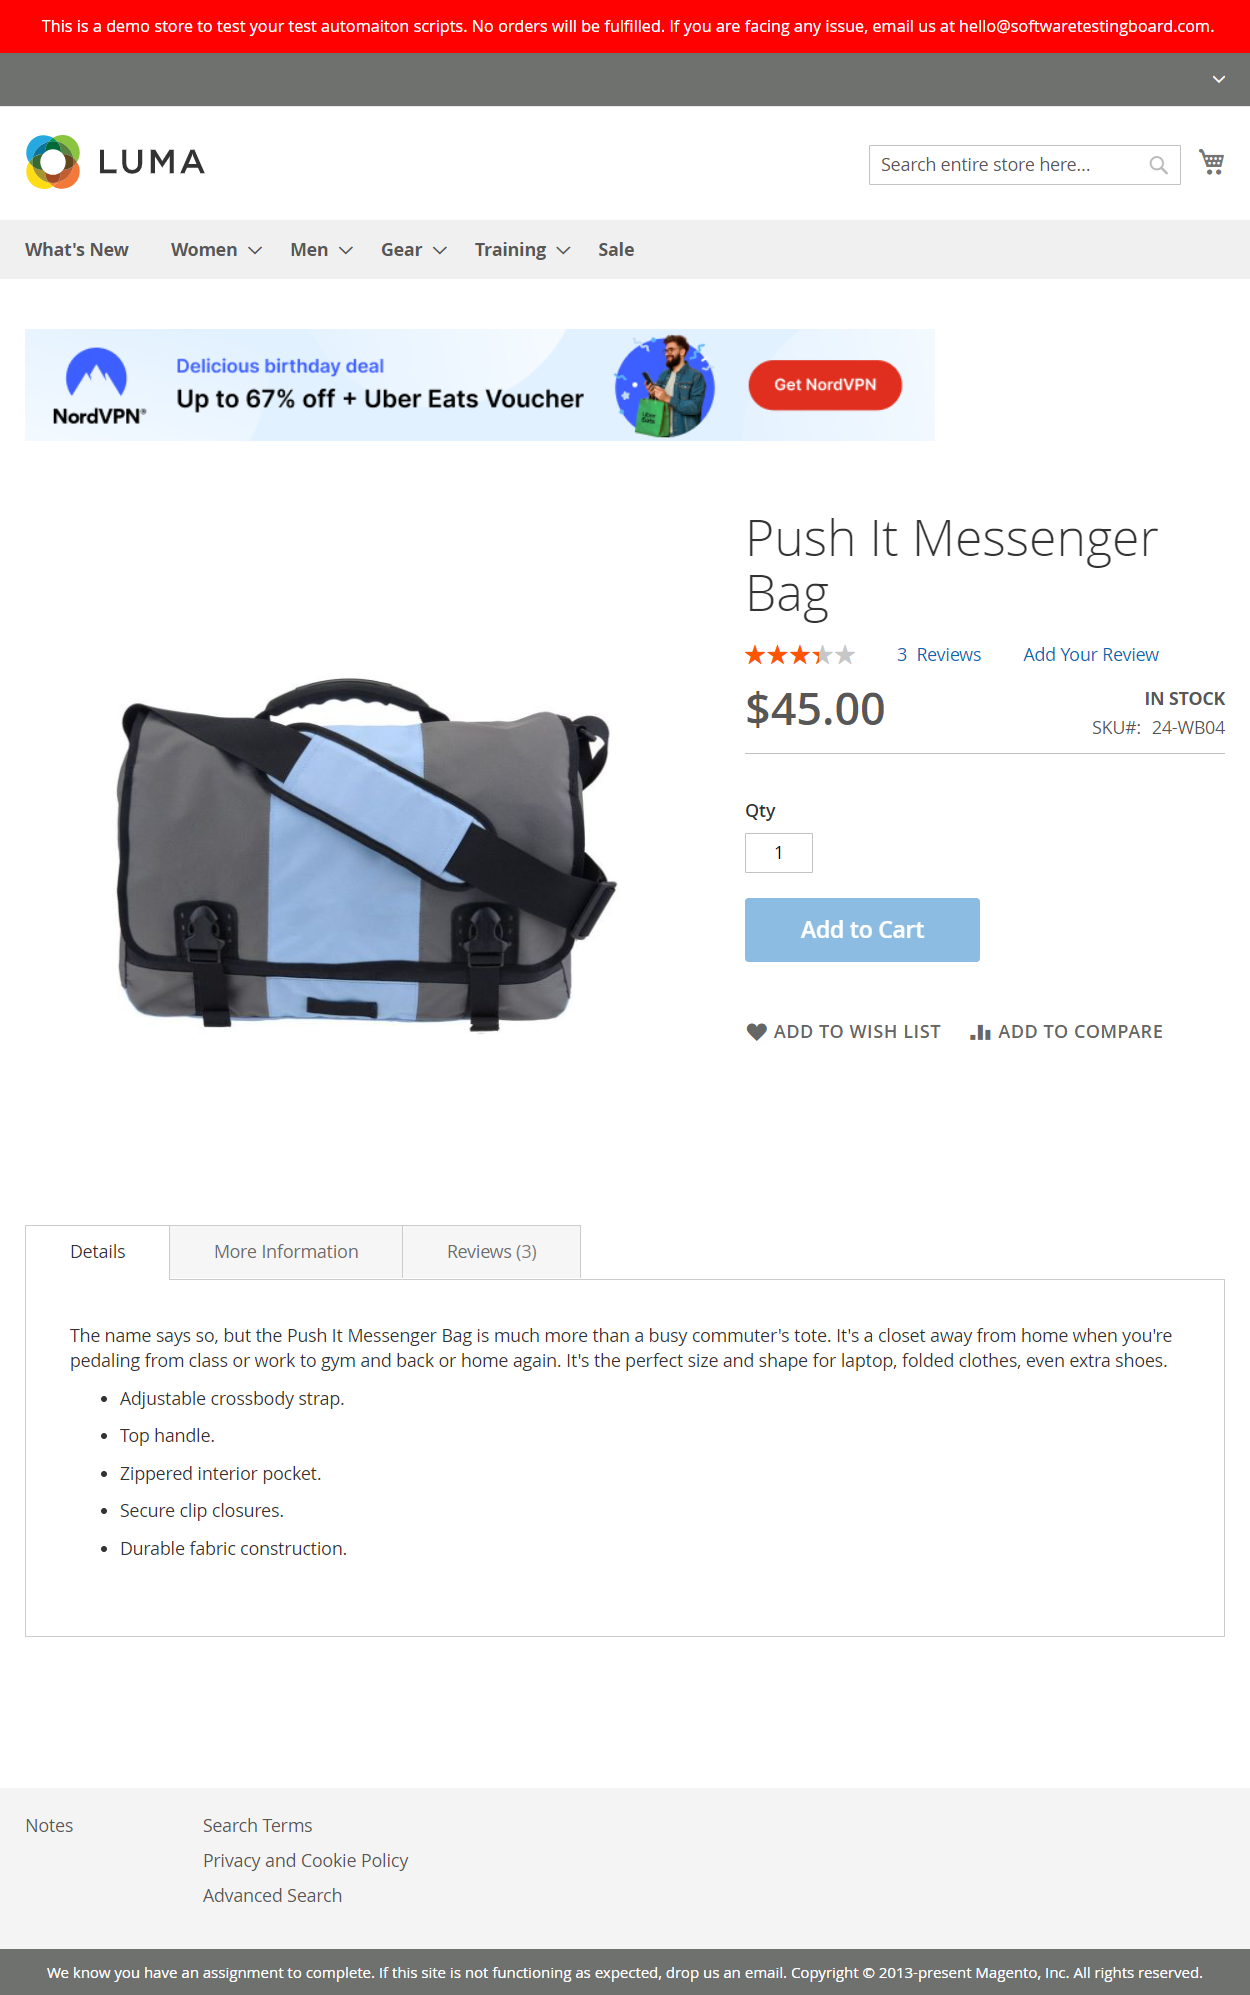 This is a demo store to test your test automaiton scripts. No orders will be fulfilled. If you are facing any issue, email us at hello@softwaretestingboard.com.
LUMA
Search entire store here...
What's New Women Men Gear Training Sale
Delicious birthday deal
Up to 67% off + Uber Eats Voucher
NordVPN®
Uber Eats
Get NordVPN
Push It Messenger
Bag
3 Reviews Add Your Review
$45.00
IN STOCK
SKU#: 24-WB04
Qty
1
Add to Cart
ADD TO WISH LIST ADD TO COMPARE
Details More Information Reviews (3)
The name says so, but the Push It Messenger Bag is much more than a busy commuter's tote. It's a closet away from home when you're
pedaling from class or work to gym and back or home again. It's the perfect size and shape for laptop, folded clothes, even extra shoes.
• Adjustable crossbody strap.
• Top handle.
• Zippered interior pocket.
• Secure clip closures.
• Durable fabric construction.
Notes
Search Terms
Privacy and Cookie Policy
Advanced Search
We know you have an assignment to complete. If this site is not functioning as expected, drop us an email. Copyright © 2013-present Magento, Inc. All rights reserved.